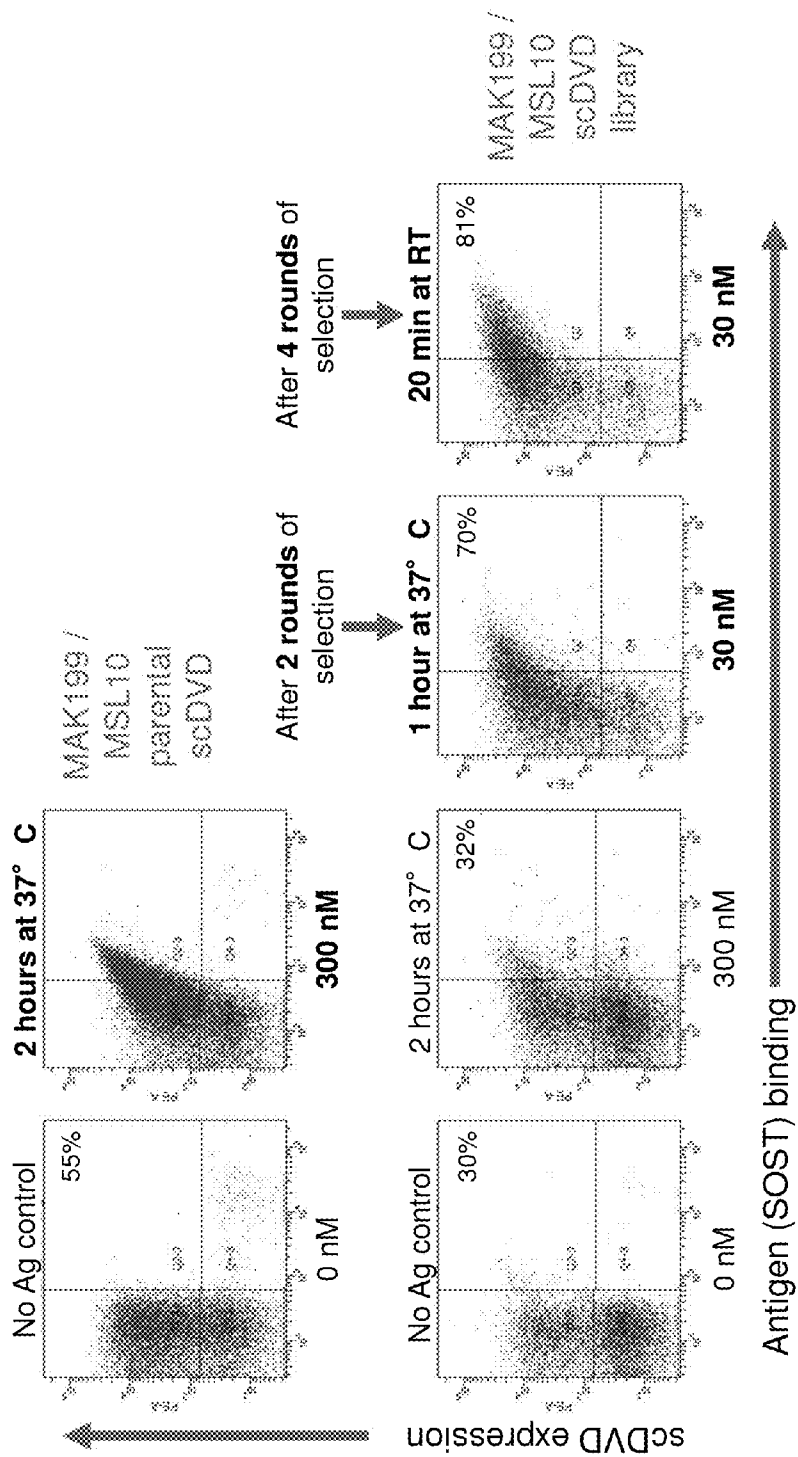 No Ag control
2 hours at 37° C
MAK199 /
MSL10
parental
scDVD
55%
0 nM
300 nM
After 2 rounds of
selection
After 4 rounds of
selection
No Ag control
2 hours at 37° C
1 hour at 37° C
20 min at RT
30%
32%
70%
81%
MAK199 /
MSL10
scDVD
library
0 nM
300 nM
30 nM
30 nM
scDVD expression
Antigen (SOST) binding